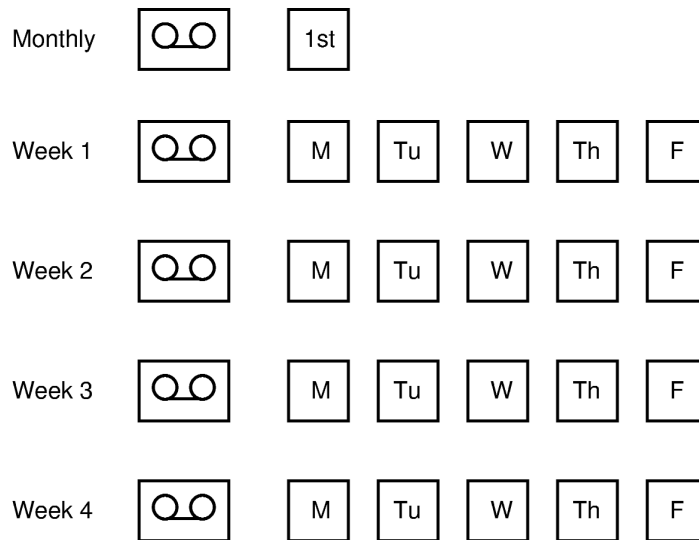 Monthly 1st
Week 1 M Tu W Th F
Week 2 M Tu W Th F
Week 3 M Tu W Th F
Week 4 M Tu W Th F